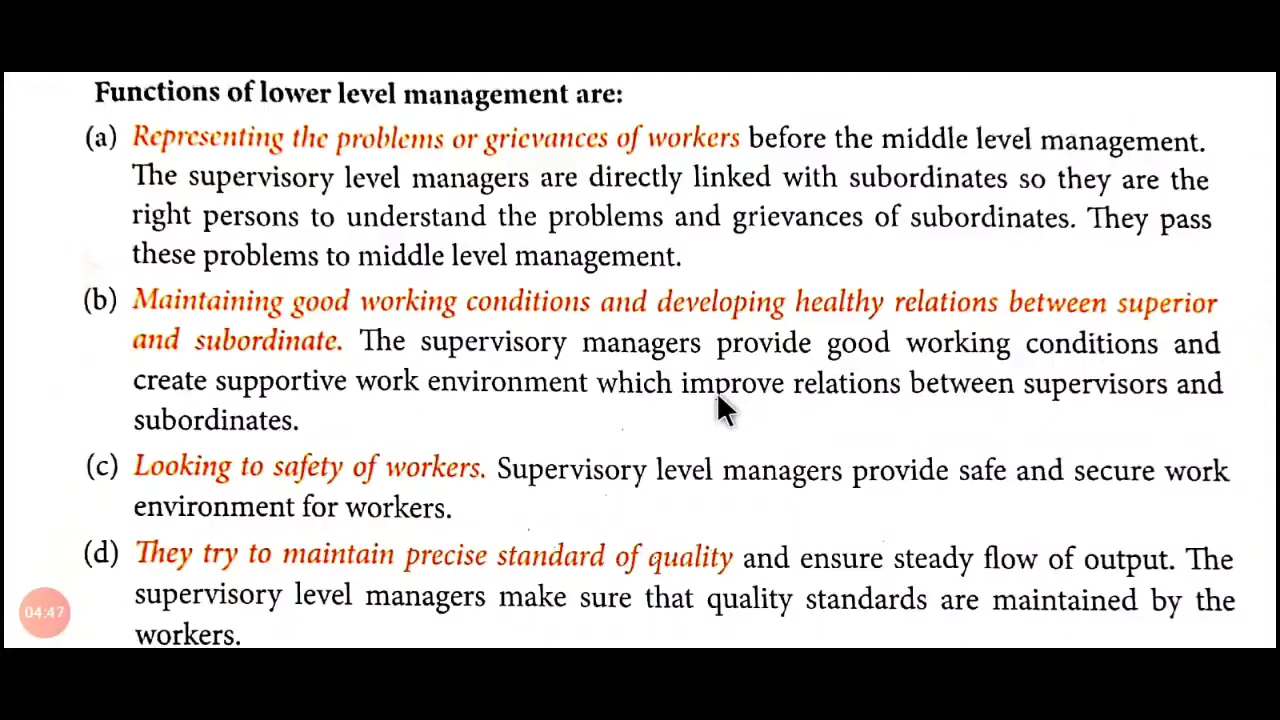 Functions of lower level management are:
(a) Representing the problems or grievances of workers before the middle level management.
The supervisory level managers are directly linked with subordinates so they are the
right persons to understand the problems and grievances of subordinates. They pass
these problems to middle level management.
(b) Maintaining good working conditions and developing healthy relations between superior
and subordinate. The supervisory managers provide good working conditions and
create supportive work environment which improve relations between supervisors and
subordinates.
(c) Looking to safety of workers. Supervisory level managers provide safe and secure work
environment for workers.
(d) They try to maintain precise standard of quality and ensure steady flow of output. The
supervisory level managers make sure that quality standards are maintained by the
workers.
04:47